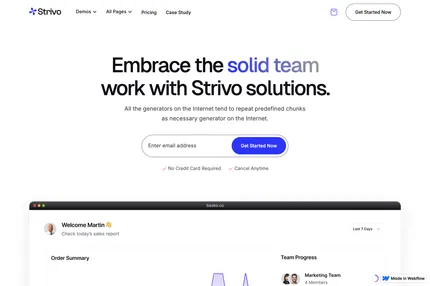 Strivo
Demos
All Pages
Pricing
Case Study
Get Started Now
Embrace the solid team
work with Strivo solutions.
All the generators on the Internet tend to repeat predefined chunks
as necessary generator on the Internet.
Enter email address
Get Started Now
No Credit Card Required
Cancel Anytime
Welcome Martin👋
Check today's sales report
Last 7 Days
Order Summary
Team Progress
Marketing Team
4 Members
Made in Webflow